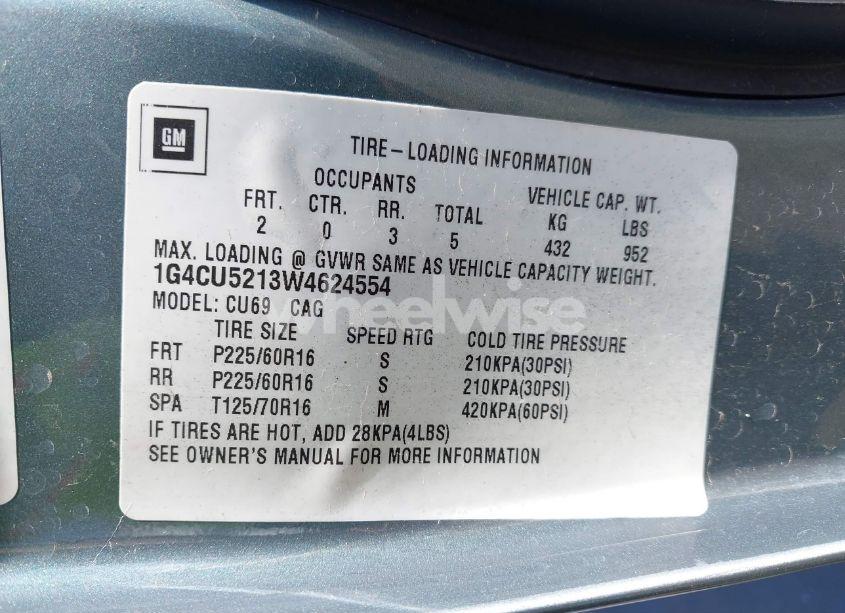 GM
TIRE-LOADING INFORMATION
OCCUPANTS VEHICLE CAP. WT.
FRT. CTR. RR. TOTAL KG LBS
2 0 3 5 432 952
MAX. LOADING @ GVWR SAME AS VEHICLE CAPACITY WEIGHT.
1G4CU5213W4624554
MODEL: CU69 CAG
wheelwise
TIRE SIZE SPEED RTG COLD TIRE PRESSURE
FRT P225/60R16 S 210KPA(30PSI)
RR P225/60R16 S 210KPA(30PSI)
SPA T125/70R16 M 420KPA(60PSI)
IF TIRES ARE HOT, ADD 28KPA(4LBS)
SEE OWNER'S MANUAL FOR MORE INFORMATION